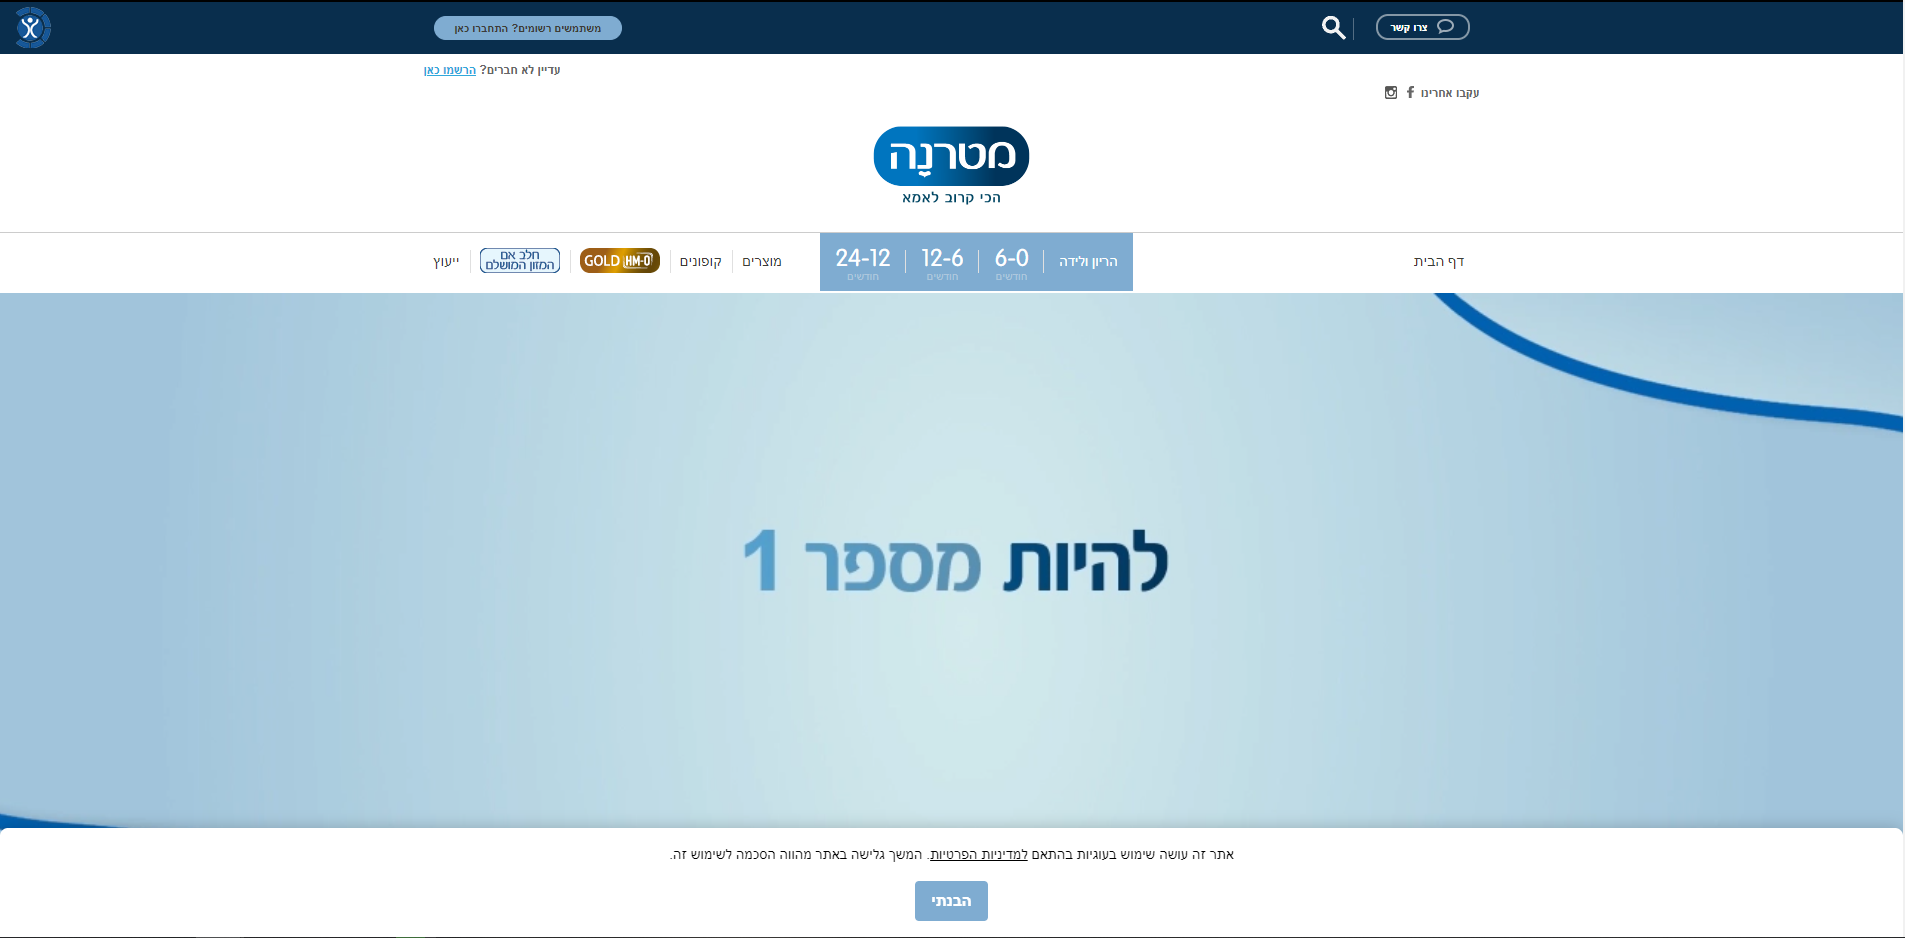 צרו קשר
משתמשים רשומים? התחברו כאן
עדיין לא חברים? הרשמו כאן
עקבו אחרינו
מטרנָה
הכי קרוב לאמא
דף הבית
הריון ולידה
6-0
חודשים
12-6
חודשים
24-12
חודשים
מוצרים
קופונים
GOLD HM-O
חלב אם
המזון המושלם
ייעוץ
להיות מספר 1
אתר זה עושה שימוש בעוגיות בהתאם למדיניות הפרטיות. המשך גלישה באתר מהווה הסכמה לשימוש זה.
הבנתי